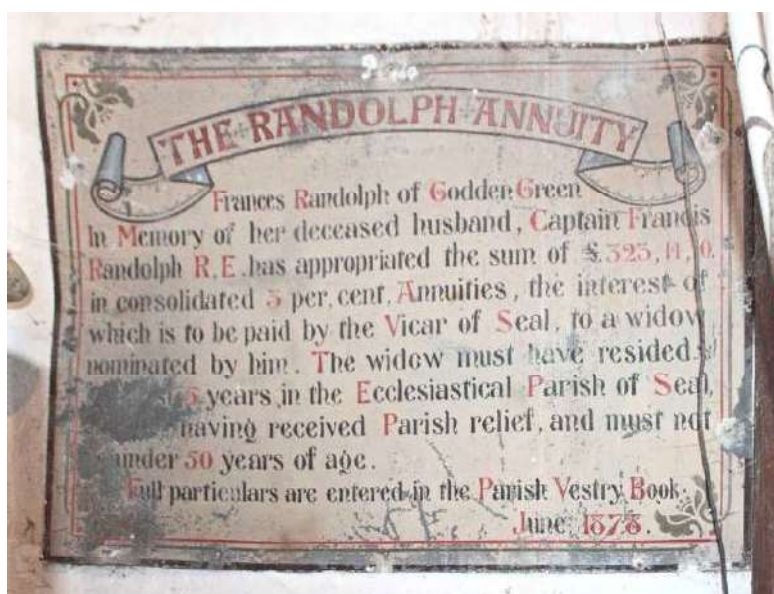 THE RANDOLPH ANNUITY
Frances Randolph of Godden Green
In Memory of her deceased husband, Captain Francis
Randolph R.E. has appropriated the sum of £.323,11,0.
in consolidated 3 per, cent, Annuities, the interest of
which is to be paid by the Vicar of Seal, to a widow
nominated by him. The widow must have resided
years in the Ecclesiastical Parish of Seal,
having received Parish relief, and must not
under 50 years of age.
Full particulars are entered in the Parish Vestry Book.
June 1878.